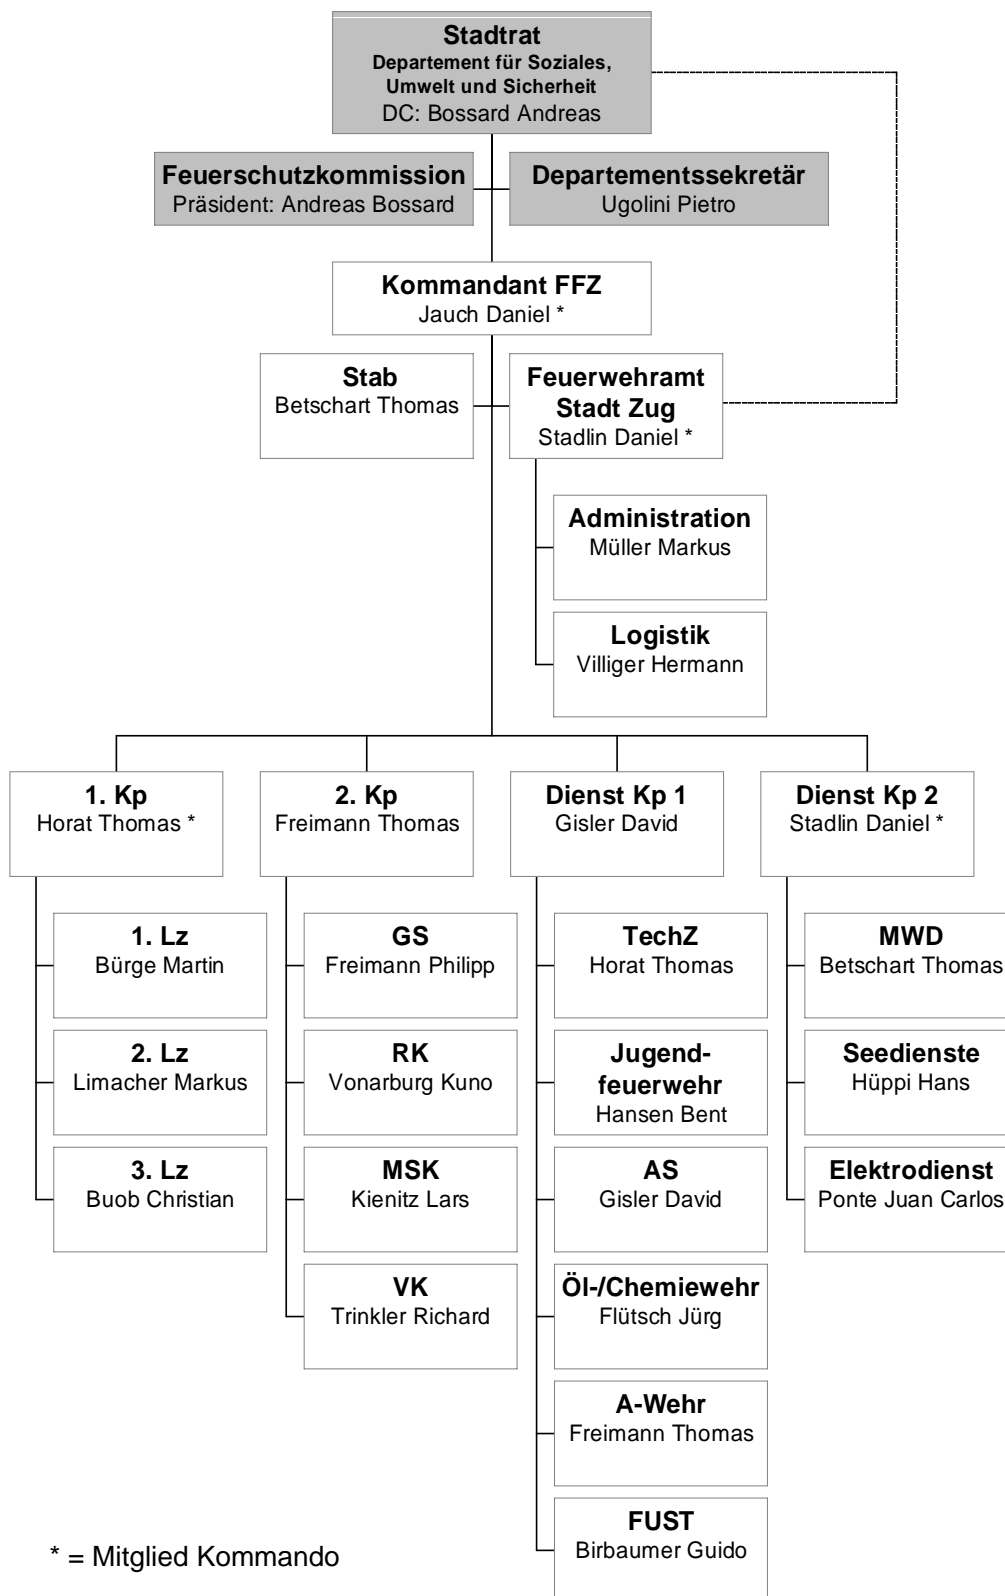 Stadtrat
Departement für Soziales,
Umwelt und Sicherheit
DC: Bossard Andreas
Feuerschutzkommission
Präsident: Andreas Bossard
Departementssekretär
Ugolini Pietro
Kommandant FFZ
Jauch Daniel *
Stab
Betschart Thomas
Feuerwehramt
Stadt Zug
Stadlin Daniel *
Administration
Müller Markus
Logistik
Villiger Hermann
1. Kp
Horat Thomas *
2. Kp
Freimann Thomas
Dienst Kp 1
Gisler David
Dienst Kp 2
Stadlin Daniel *
1. Lz
Bürge Martin
2. Lz
Limacher Markus
3. Lz
Buob Christian
GS
Freimann Philipp
RK
Vonarburg Kuno
MSK
Kienitz Lars
VK
Trinkler Richard
TechZ
Horat Thomas
Jugend-
feuerwehr
Hansen Bent
AS
Gisler David
Öl-/Chemiewehr
Flütsch Jürg
A-Wehr
Freimann Thomas
FUST
Birbaumer Guido
MWD
Betschart Thomas
Seedienste
Hüppi Hans
Elektrodienst
Ponte Juan Carlos
* = Mitglied Kommando